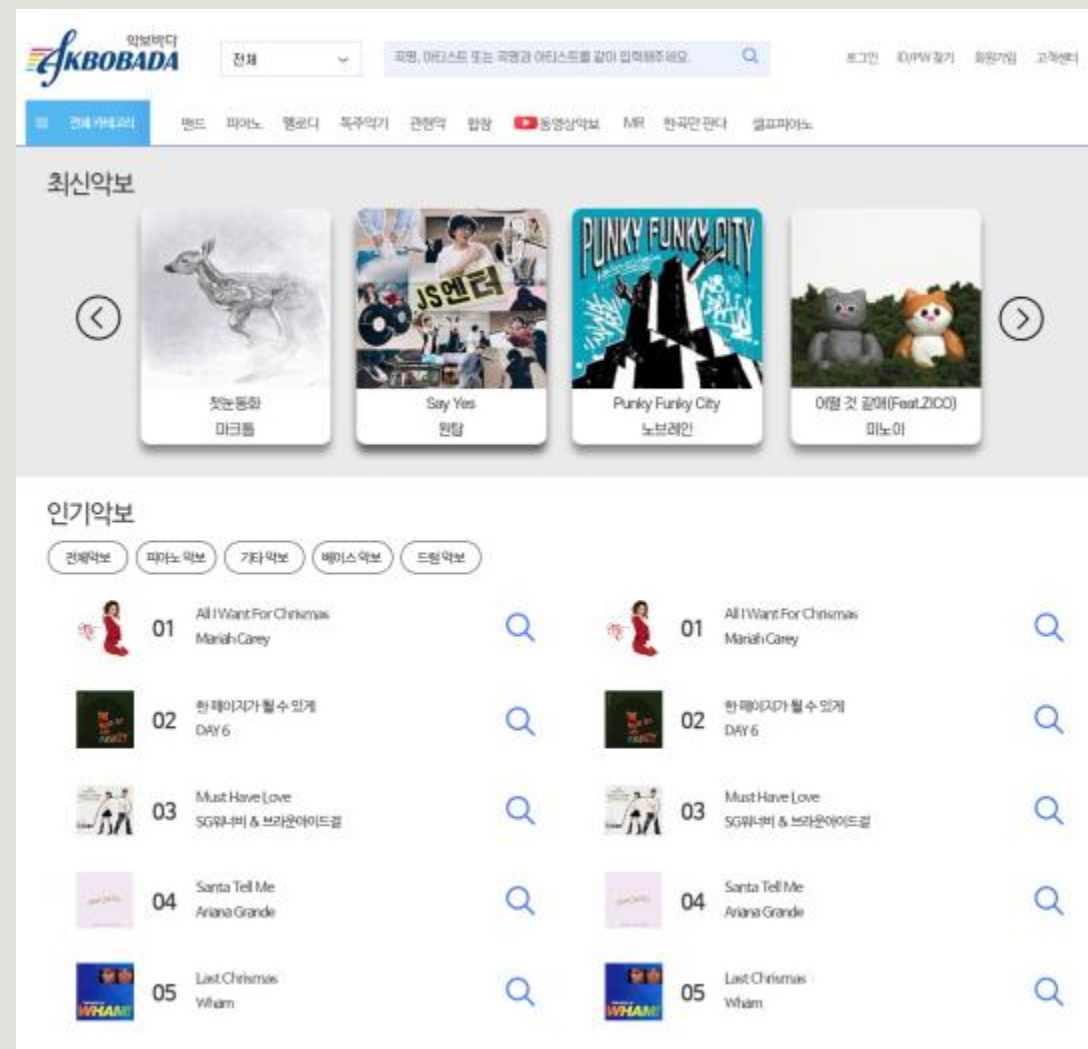 악보바다
AKBOBADA
전체
곡명, 아티스트 또는 곡명과 아티스트를 같이 입력해주세요.
로그인 ID/PW 찾기 회원가입 고객센터
전체 카테고리
밴드 피아노 멜로디 독주악기 관현악 합창 동영상악보 MR 한곡만 판다 셀프피아노
최신악보
JS엔터
PUNKY FUNKY CITY
첫눈동화
마크툽
Say Yes
원탑
Punky Funky City
노브레인
어떨 것 같애(Feat.ZICO)
미노이
인기악보
전체악보 피아노 악보 기타 악보 베이스 악보 드럼 악보
01 All I Want For Chrismas
Mariah Carey
02 한 페이지가 될 수 있게
DAY 6
03 Must Have Love
SG워너비 & 브라운아이드걸
04 Santa Tell Me
Ariana Grande
05 Last Chrismas
Wham
WHAM!
01 All I Want For Chrismas
Mariah Carey
02 한 페이지가 될 수 있게
DAY 6
03 Must Have Love
SG워너비 & 브라운아이드걸
04 Santa Tell Me
Ariana Grande
05 Last Chrismas
Wham
WHAM!